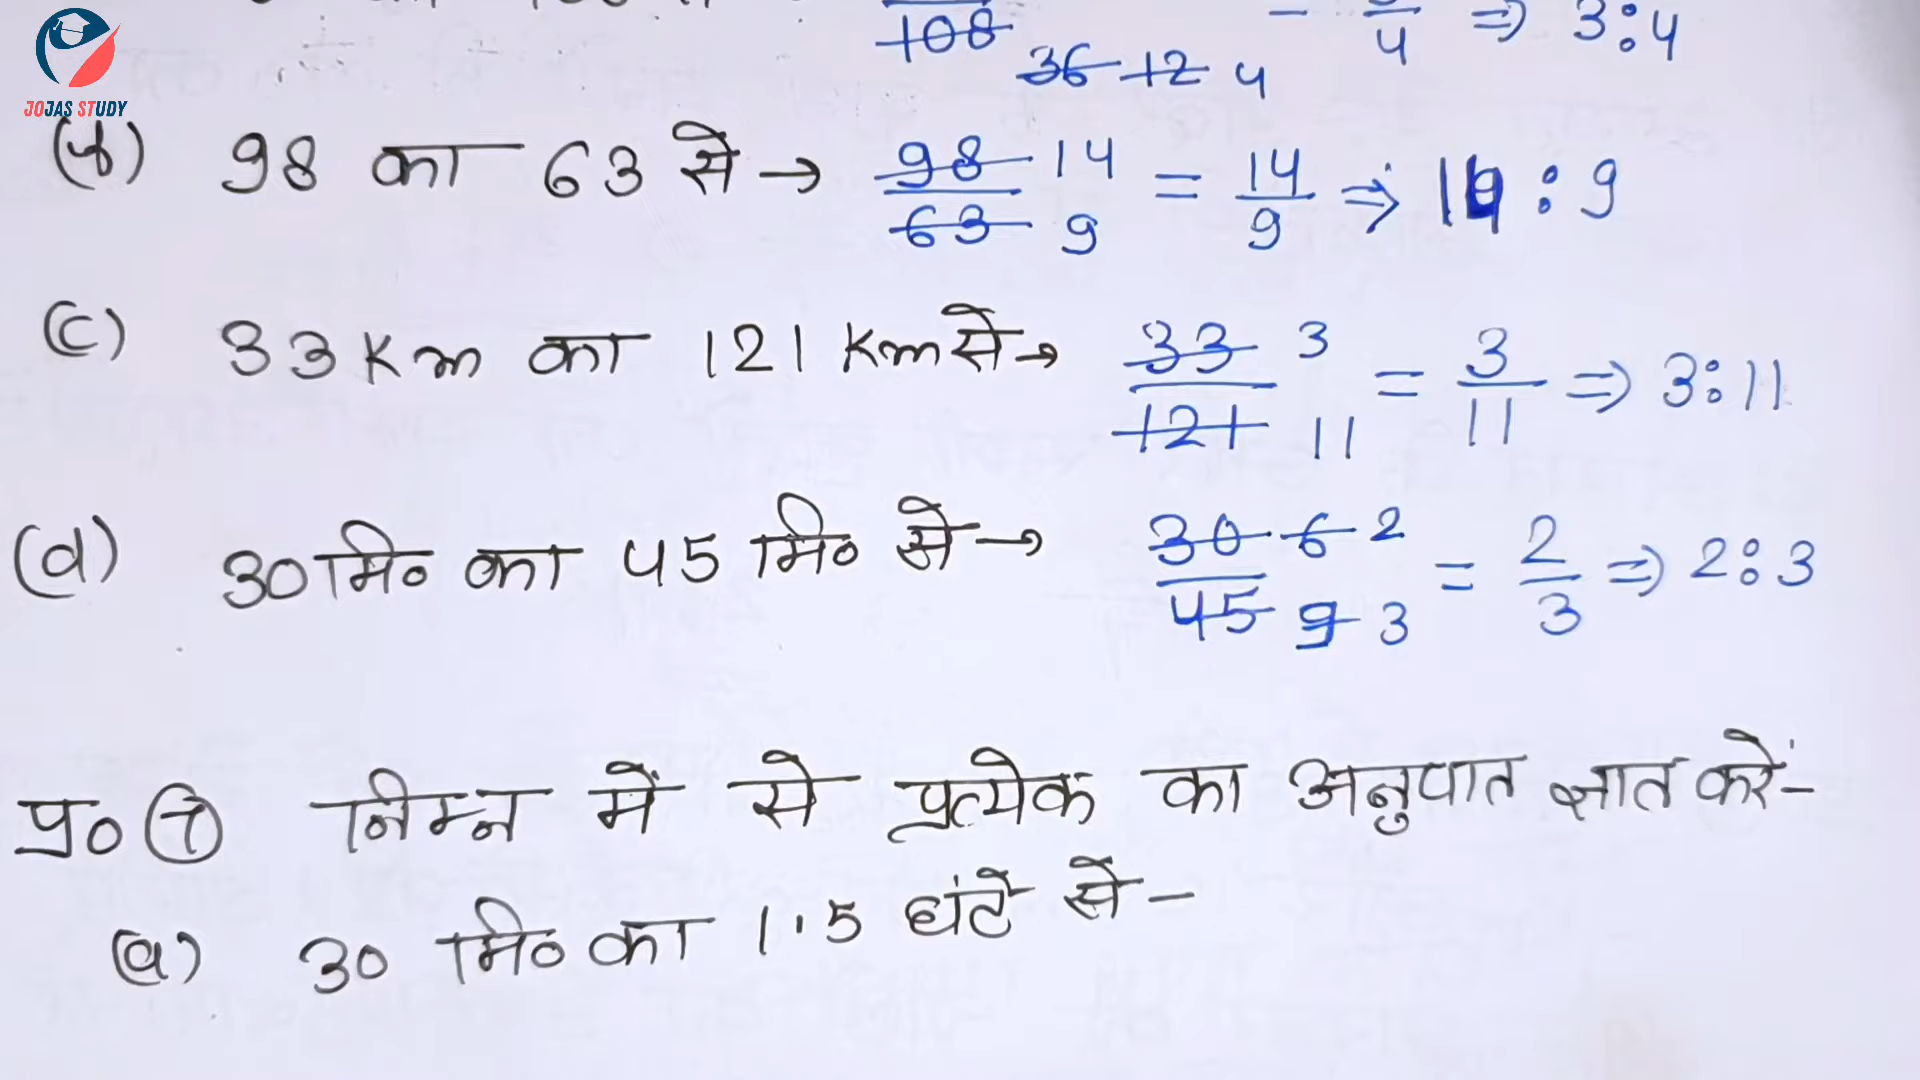 108 36 12 4 - 4 ⇒ 3:4
JOJAS STUDY
(b) 98 का 63 से → 98/63 14/9 = 14/9 ⇒ 14 : 9
(c) 33 Km का 121 Km से → 33/121 3/11 = 3/11 ⇒ 3:11
(d) 30 मि० का 45 मि० से → 30/45 6/9 2/3 = 2/3 ⇒ 2:3
प्र० 7 निम्न में से प्रत्येक का अनुपात ज्ञात करें-
(a) 30 मि० का 1.5 घंटे से -